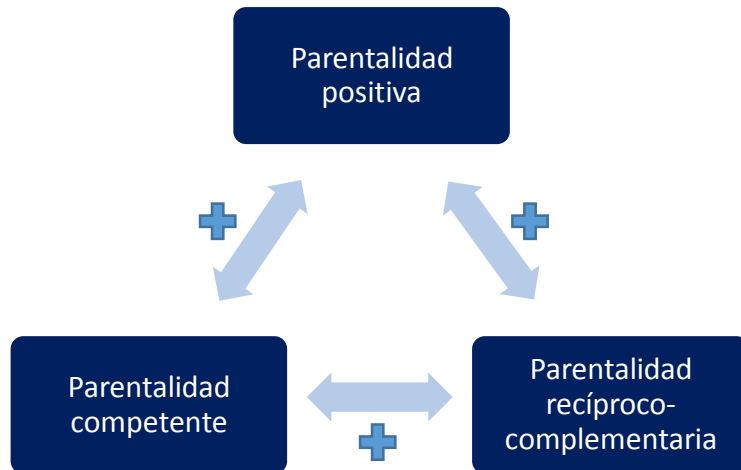 Parentalidad
positiva
Parentalidad
competente
Parentalidad
recíproco-
complementaria